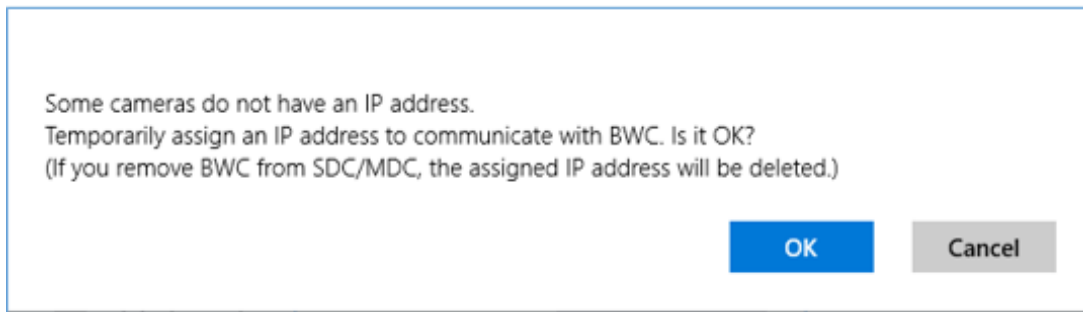 Some cameras do not have an IP address.
Temporarily assign an IP address to communicate with BWC. Is it OK?
(If you remove BWC from SDC/MDC, the assigned IP address will be deleted.)
OK
Cancel